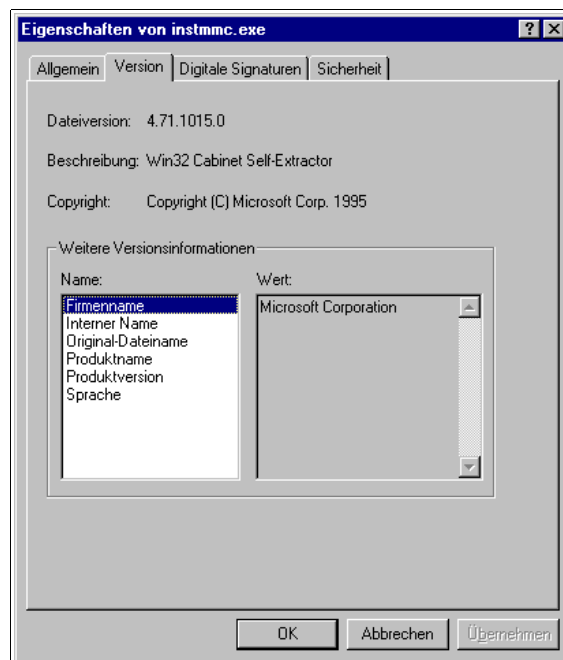 Eigenschaften von instmmc.exe
Allgemein Version Digitale Signaturen Sicherheit
Dateiversion: 4.71.1015.0
Beschreibung: Win32 Cabinet Self-Extractor
Copyright: Copyright (C) Microsoft Corp. 1995
Weitere Versionsinformationen
Name: Wert:
Firmenname Microsoft Corporation
Interner Name
Original-Dateiname
Produktname
Produktversion
Sprache
OK Abbrechen Übernehmen